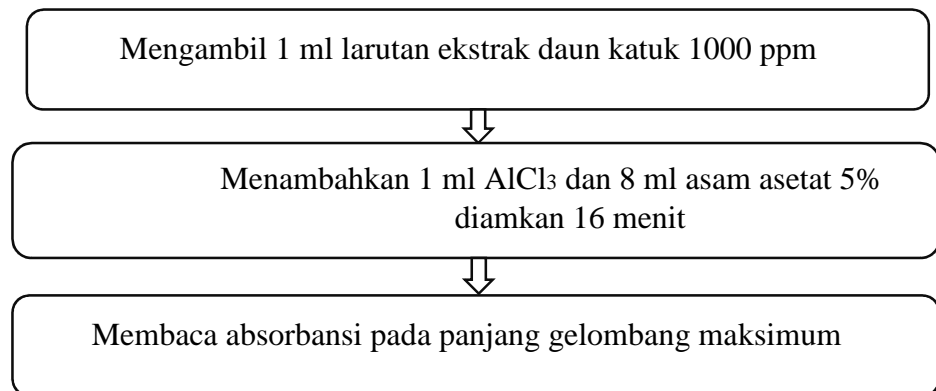 Mengambil 1 ml larutan ekstrak daun katuk 1000 ppm
Menambahkan 1 ml AlCl₃ dan 8 ml asam asetat 5%
diamkan 16 menit
Membaca absorbansi pada panjang gelombang maksimum